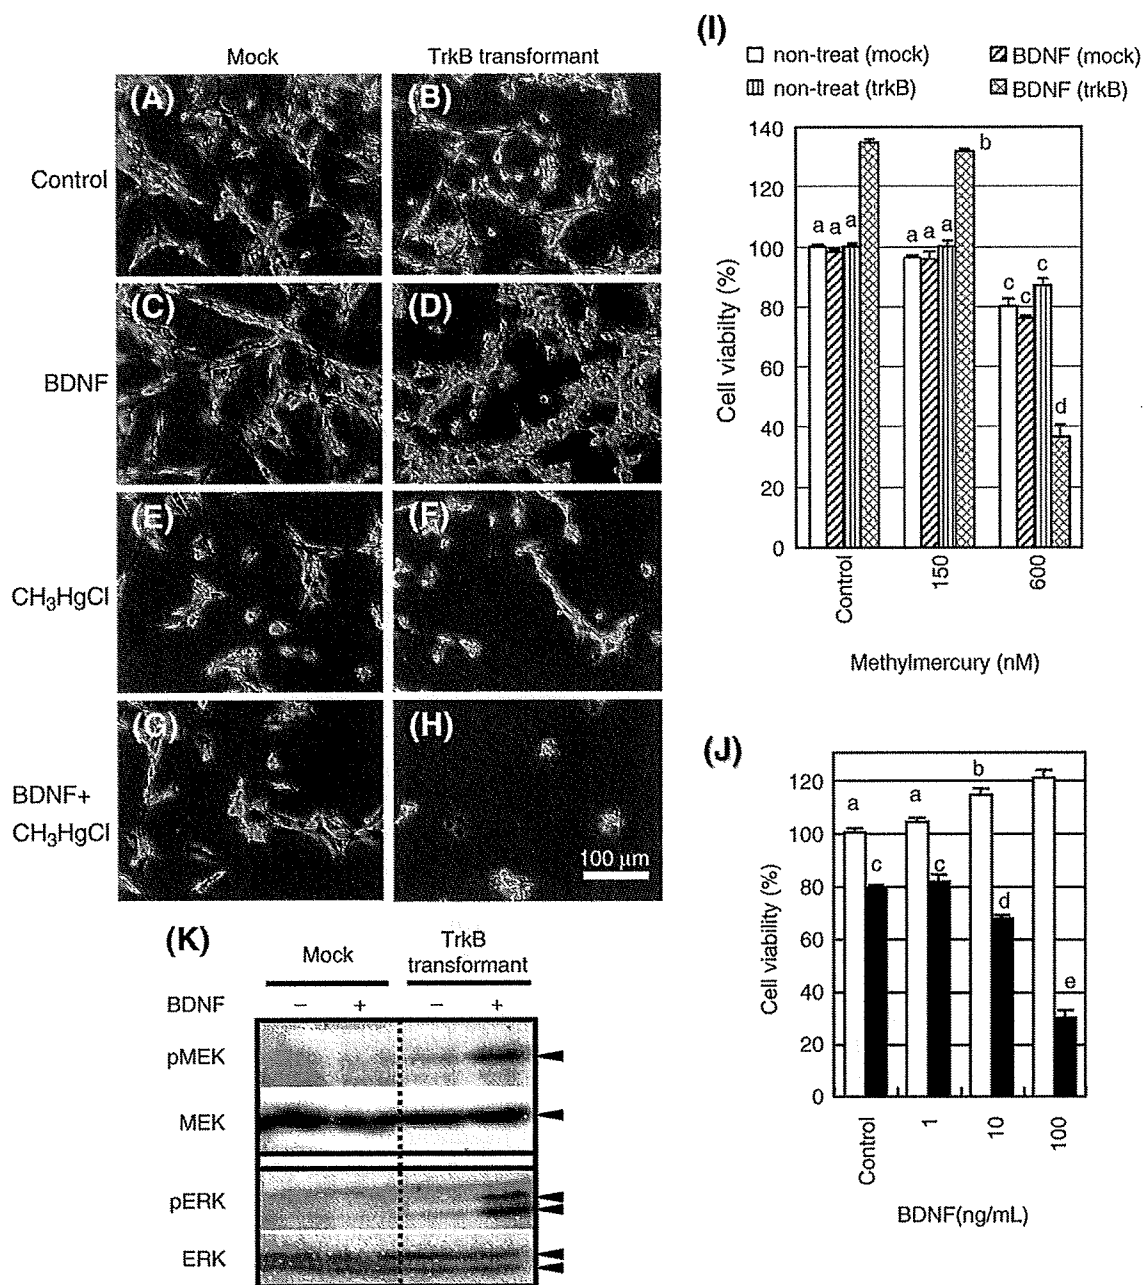 Mock
TrkB transformant
Control
BDNF
CH3HgCl
BDNF+
CH3HgCl
(A)
(B)
(C)
(D)
(E)
(F)
(G)
(H)
100 μm
(I)
non-treat (mock)
BDNF (mock)
non-treat (trkB)
BDNF (trkB)
Cell viabilty (%)
140
120
100
80
60
40
20
0
a a a
a a a
b
c c c
d
Control
150
600
Methylmercury (nM)
(J)
Cell viability (%)
120
100
80
60
40
20
0
a
c
a
c
b
d
e
Control
1
10
100
BDNF(ng/mL)
(K)
Mock
TrkB
transformant
BDNF
– + – +
pMEK
MEK
pERK
ERK